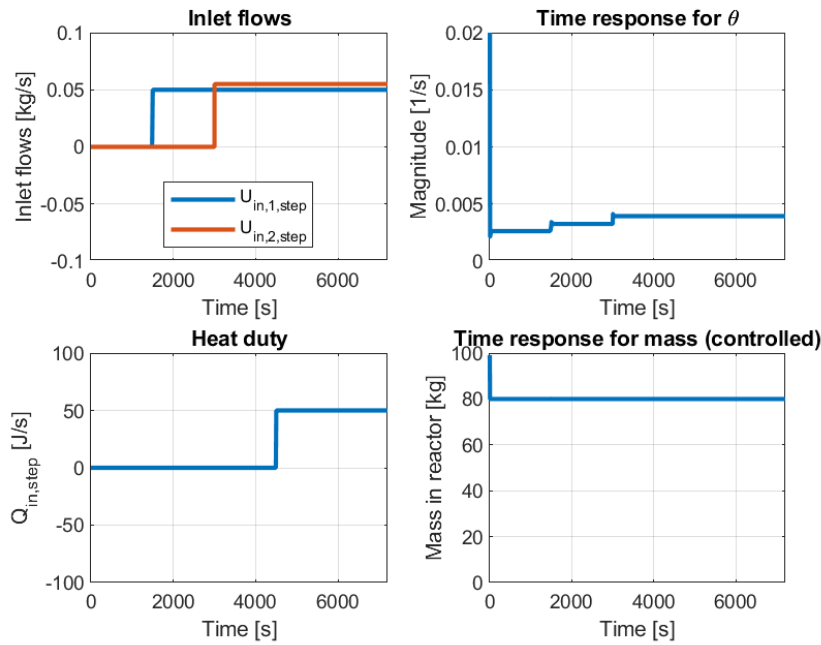 Inlet flows
Inlet flows [kg/s]
0.1
0.05
0
-0.05
-0.1
U_in,1,step
U_in,2,step
0 2000 4000 6000
Time [s]
Time response for θ
Magnitude [1/s]
0.02
0.015
0.01
0.005
0
0 2000 4000 6000
Time [s]
Heat duty
Q_in,step [J/s]
100
50
0
-50
-100
0 2000 4000 6000
Time [s]
Time response for mass (controlled)
Mass in reactor [kg]
100
80
60
40
20
0
0 2000 4000 6000
Time [s]